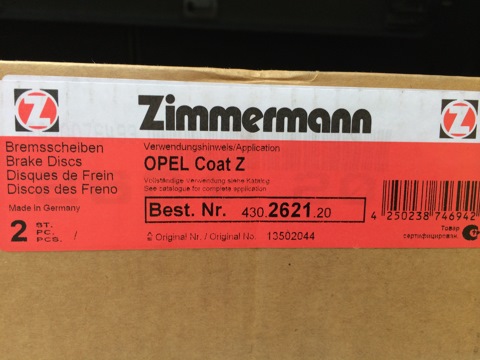 Z
Zimmermann
Z
Bremsscheiben
Brake Discs
Disques de Frein
Discos des Freno
Made in Germany
2 ST.
PC.
PCS.
/
Verwendungshinweis/Application
OPEL Coat Z
Vollständige Verwendung siehe Katalog
See catalogue for complete application
Best. Nr. 430.2621.20
Original Nr. / Original No. 13502044
4 250238 746942
Товар
сертифицирован.